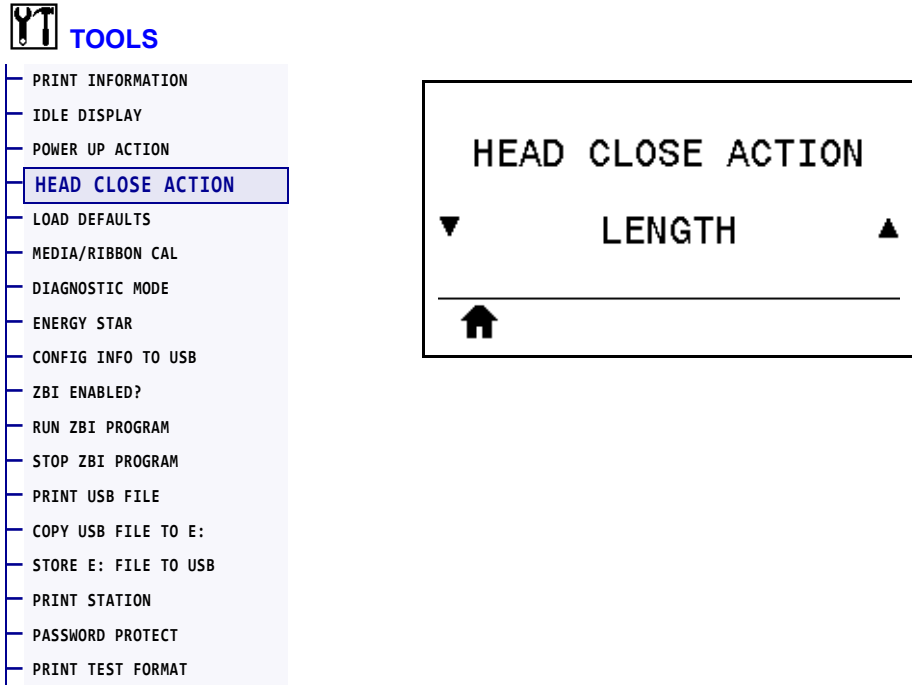 TOOLS
PRINT INFORMATION
IDLE DISPLAY
POWER UP ACTION
HEAD CLOSE ACTION
LOAD DEFAULTS
MEDIA/RIBBON CAL
DIAGNOSTIC MODE
ENERGY STAR
CONFIG INFO TO USB
ZBI ENABLED?
RUN ZBI PROGRAM
STOP ZBI PROGRAM
PRINT USB FILE
COPY USB FILE TO E:
STORE E: FILE TO USB
PRINT STATION
PASSWORD PROTECT
PRINT TEST FORMAT
HEAD CLOSE ACTION
LENGTH